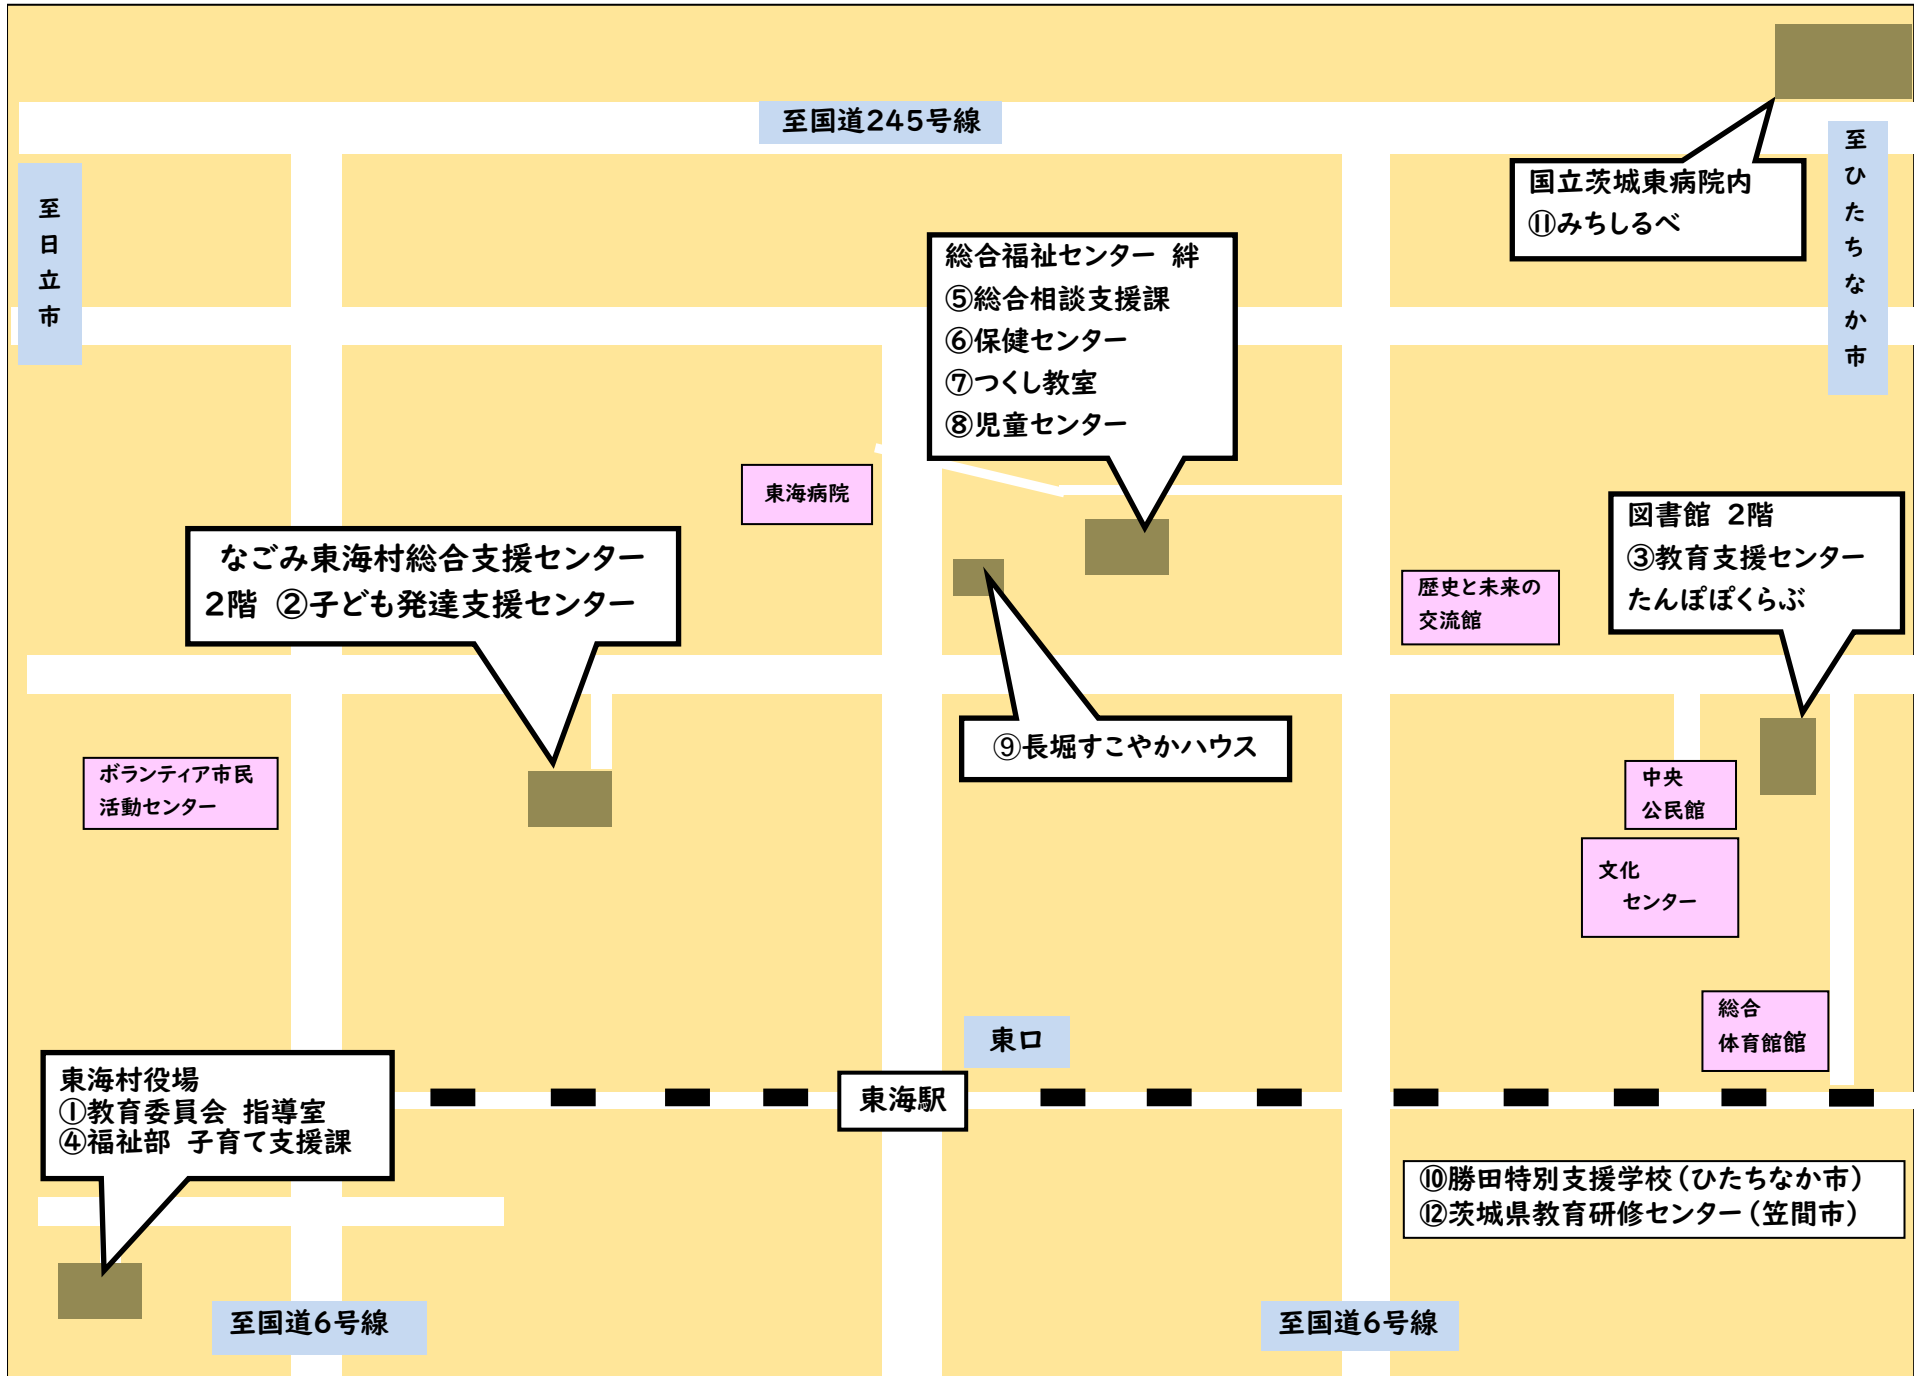 至国道245号線
至日立市
至ひたちなか市
国立茨城東病院内
⑪みちしるべ
総合福祉センター 絆
⑤総合相談支援課
⑥保健センター
⑦つくし教室
⑧児童センター
東海病院
なごみ東海村総合支援センター
2階 ②子ども発達支援センター
歴史と未来の
交流館
図書館 2階
③教育支援センター
たんぽぽくらぶ
⑨長堀すこやかハウス
ボランティア市民
活動センター
中央
公民館
文化
センター
総合
体育館館
東口
東海駅
東海村役場
①教育委員会 指導室
④福祉部 子育て支援課
⑩勝田特別支援学校(ひたちなか市)
⑫茨城県教育研修センター(笠間市)
至国道6号線
至国道6号線